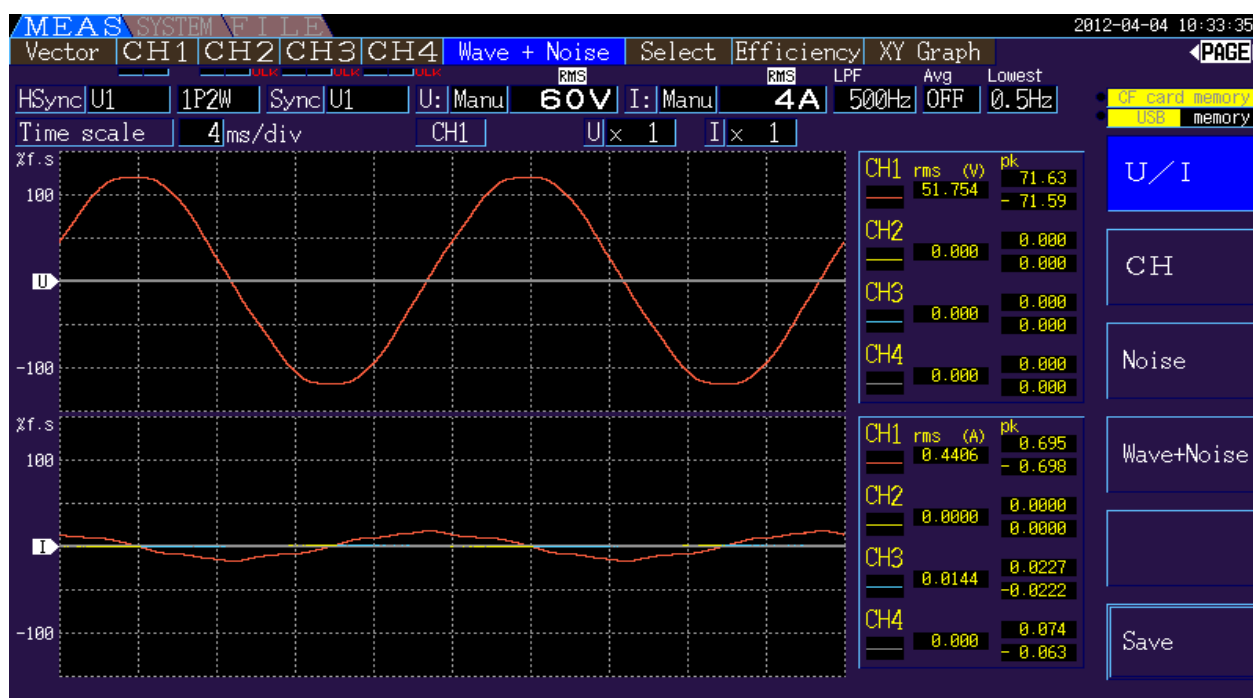 MEAS SYSTEM FILE 2012-04-04 10:33:35
Vector CH1 CH2 CH3 CH4 Wave + Noise Select Efficiency XY Graph PAGE
RMS RMS LPF Avg Lowest
HSync U1 1P2W Sync U1 U: Manu 60V I: Manu 4A 500Hz OFF 0.5Hz
CF card memory
USB memory
Time scale 4 ms/div CH1 U x 1 I x 1
%f.s
100
U
-100
CH1 rms (V) pk
51.754 71.63
- 71.59
CH2
0.000 0.000
0.000
CH3
0.000 0.000
0.000
CH4
0.000 0.000
0.000
%f.s
100
I
-100
CH1 rms (A) pk
0.4406 0.695
- 0.698
CH2
0.0000 0.0000
0.0000
CH3
0.0144 0.0227
-0.0222
CH4
0.000 0.074
- 0.063
U/I
CH
Noise
Wave+Noise
Save